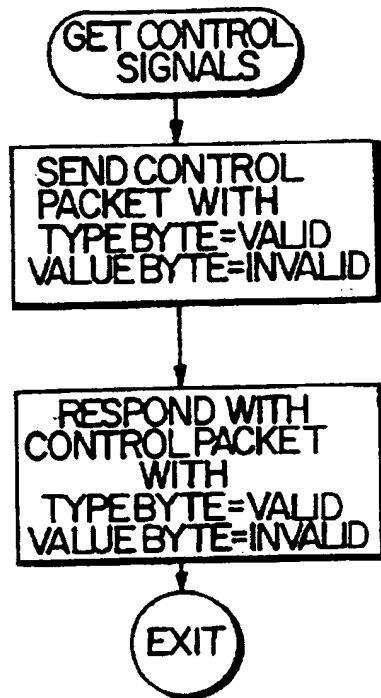 GET CONTROL
SIGNALS
SEND CONTROL
PACKET WITH
TYPE BYTE=VALID
VALUE BYTE=INVALID
RESPOND WITH
CONTROL PACKET
WITH
TYPE BYTE=VALID
VALUE BYTE=INVALID
EXIT